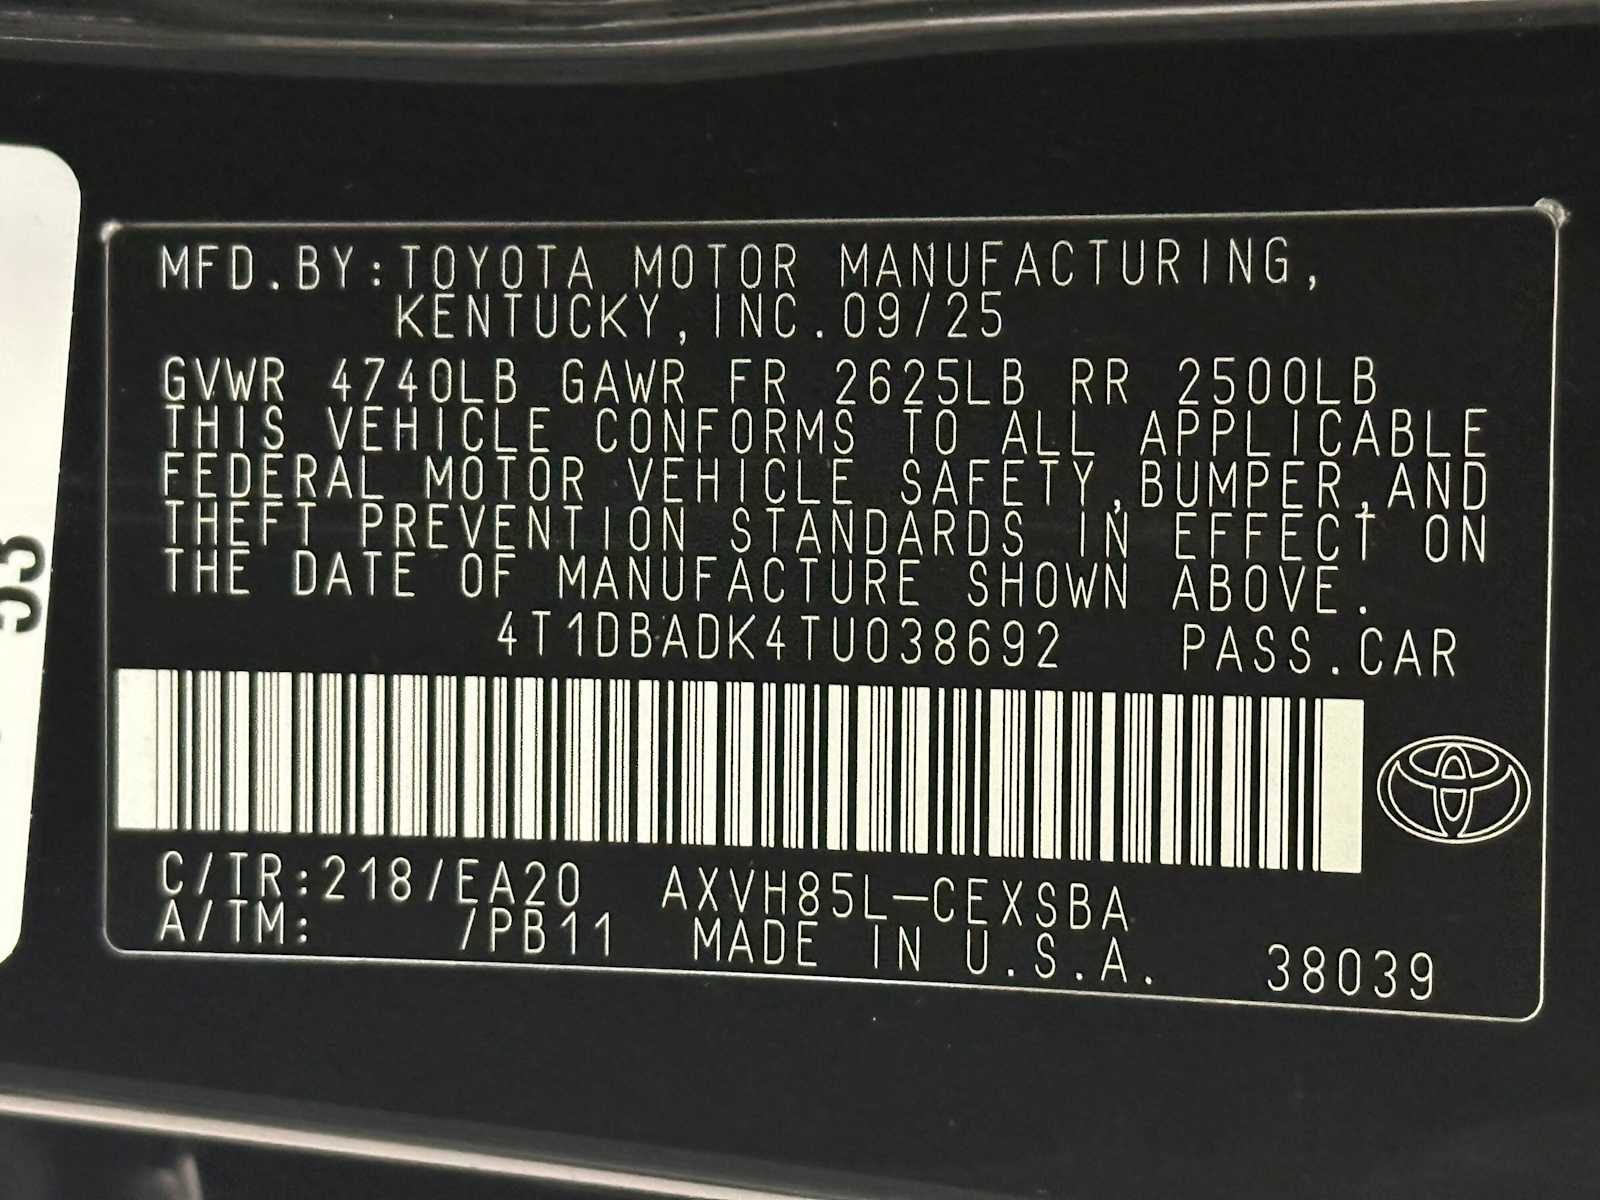 MFD.BY:TOYOTA MOTOR MANUFACTURING,
KENTUCKY,INC.09/25
GVWR 4740LB GAWR FR 2625LB RR 2500LB
THIS VEHICLE CONFORMS TO ALL APPLICABLE
FEDERAL MOTOR VEHICLE SAFETY,BUMPER,AND
THEFT PREVENTION STANDARDS IN EFFECT ON
THE DATE OF MANUFACTURE SHOWN ABOVE.
4T1DBADK4TU038692 PASS.CAR
C/TR:218/EA20 AXVH85L-CEXSBA
A/TM: /PB11 MADE IN U.S.A. 38039